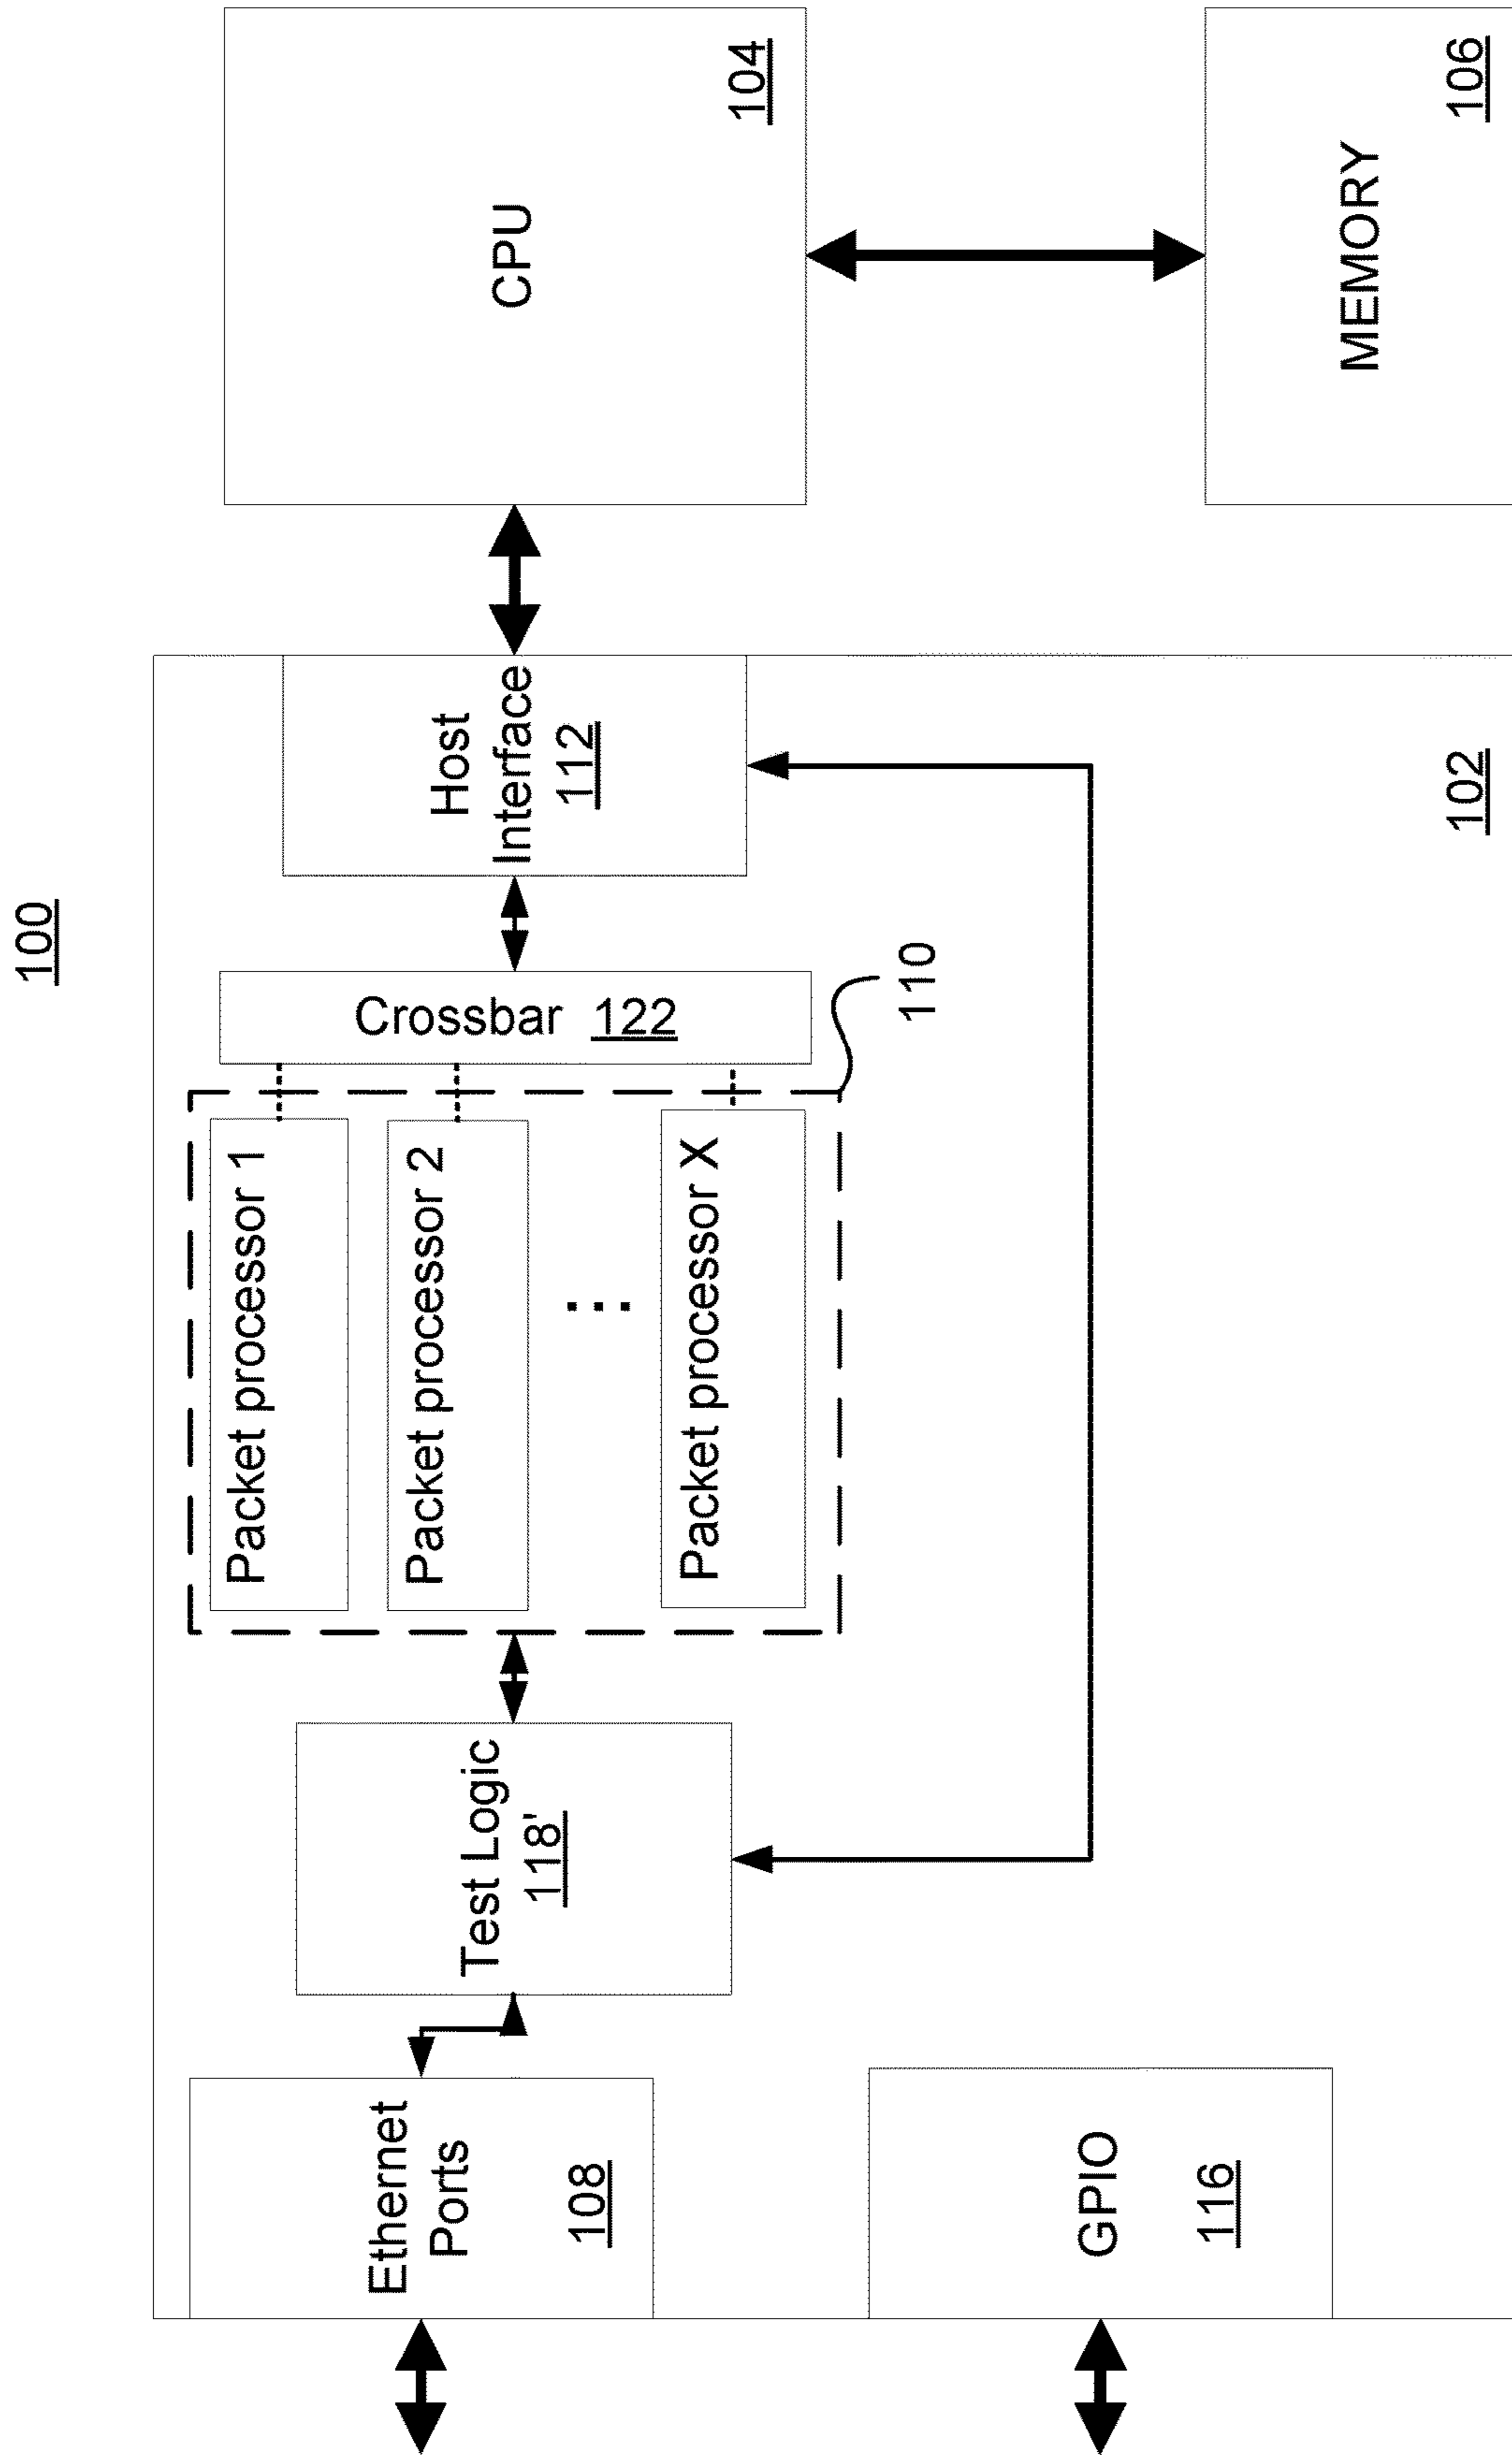 100
CPU
104
MEMORY
106
Host
Interface
112
Crossbar 122
110
Packet processor 1
Packet processor 2
...
Packet processor X
Test Logic
118'
Ethernet
Ports
108
GPIO
116
102